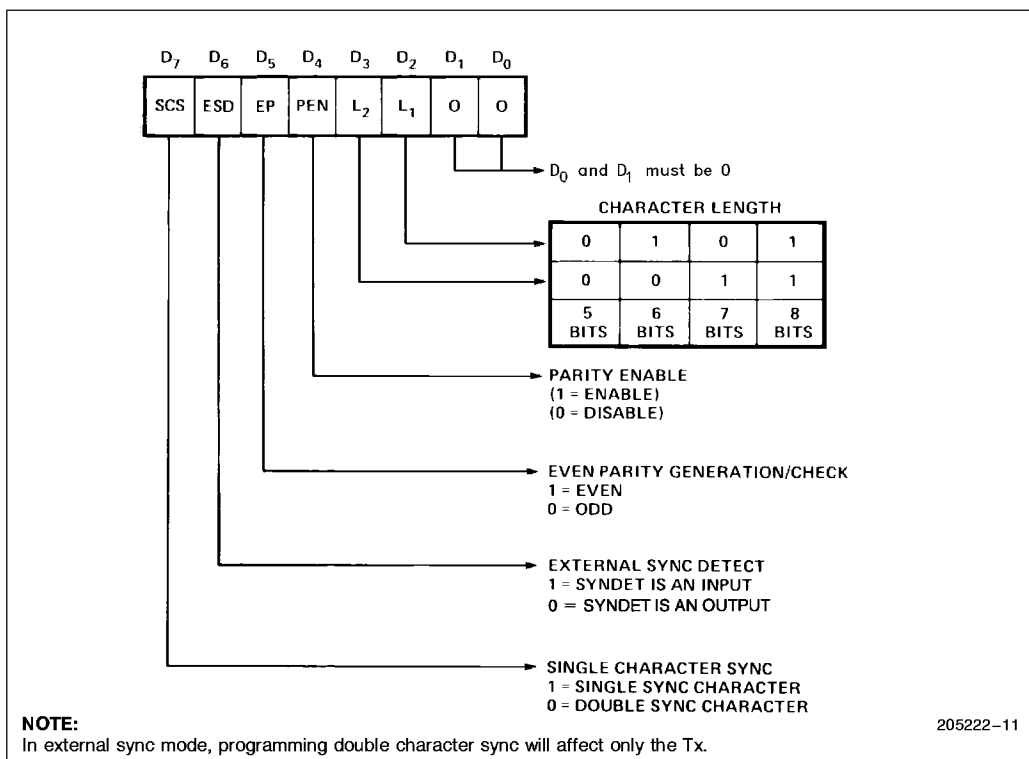 D7 D6 D5 D4 D3 D2 D1 D0
SCS ESD EP PEN L2 L1 0 0
D0 and D1 must be 0
CHARACTER LENGTH
0 1 0 1
0 0 1 1
5 BITS 6 BITS 7 BITS 8 BITS
PARITY ENABLE
(1 = ENABLE)
(0 = DISABLE)
EVEN PARITY GENERATION/CHECK
1 = EVEN
0 = ODD
EXTERNAL SYNC DETECT
1 = SYNDET IS AN INPUT
0 = SYNDET IS AN OUTPUT
SINGLE CHARACTER SYNC
1 = SINGLE SYNC CHARACTER
0 = DOUBLE SYNC CHARACTER
205222–11
NOTE:
In external sync mode, programming double character sync will affect only the Tx.